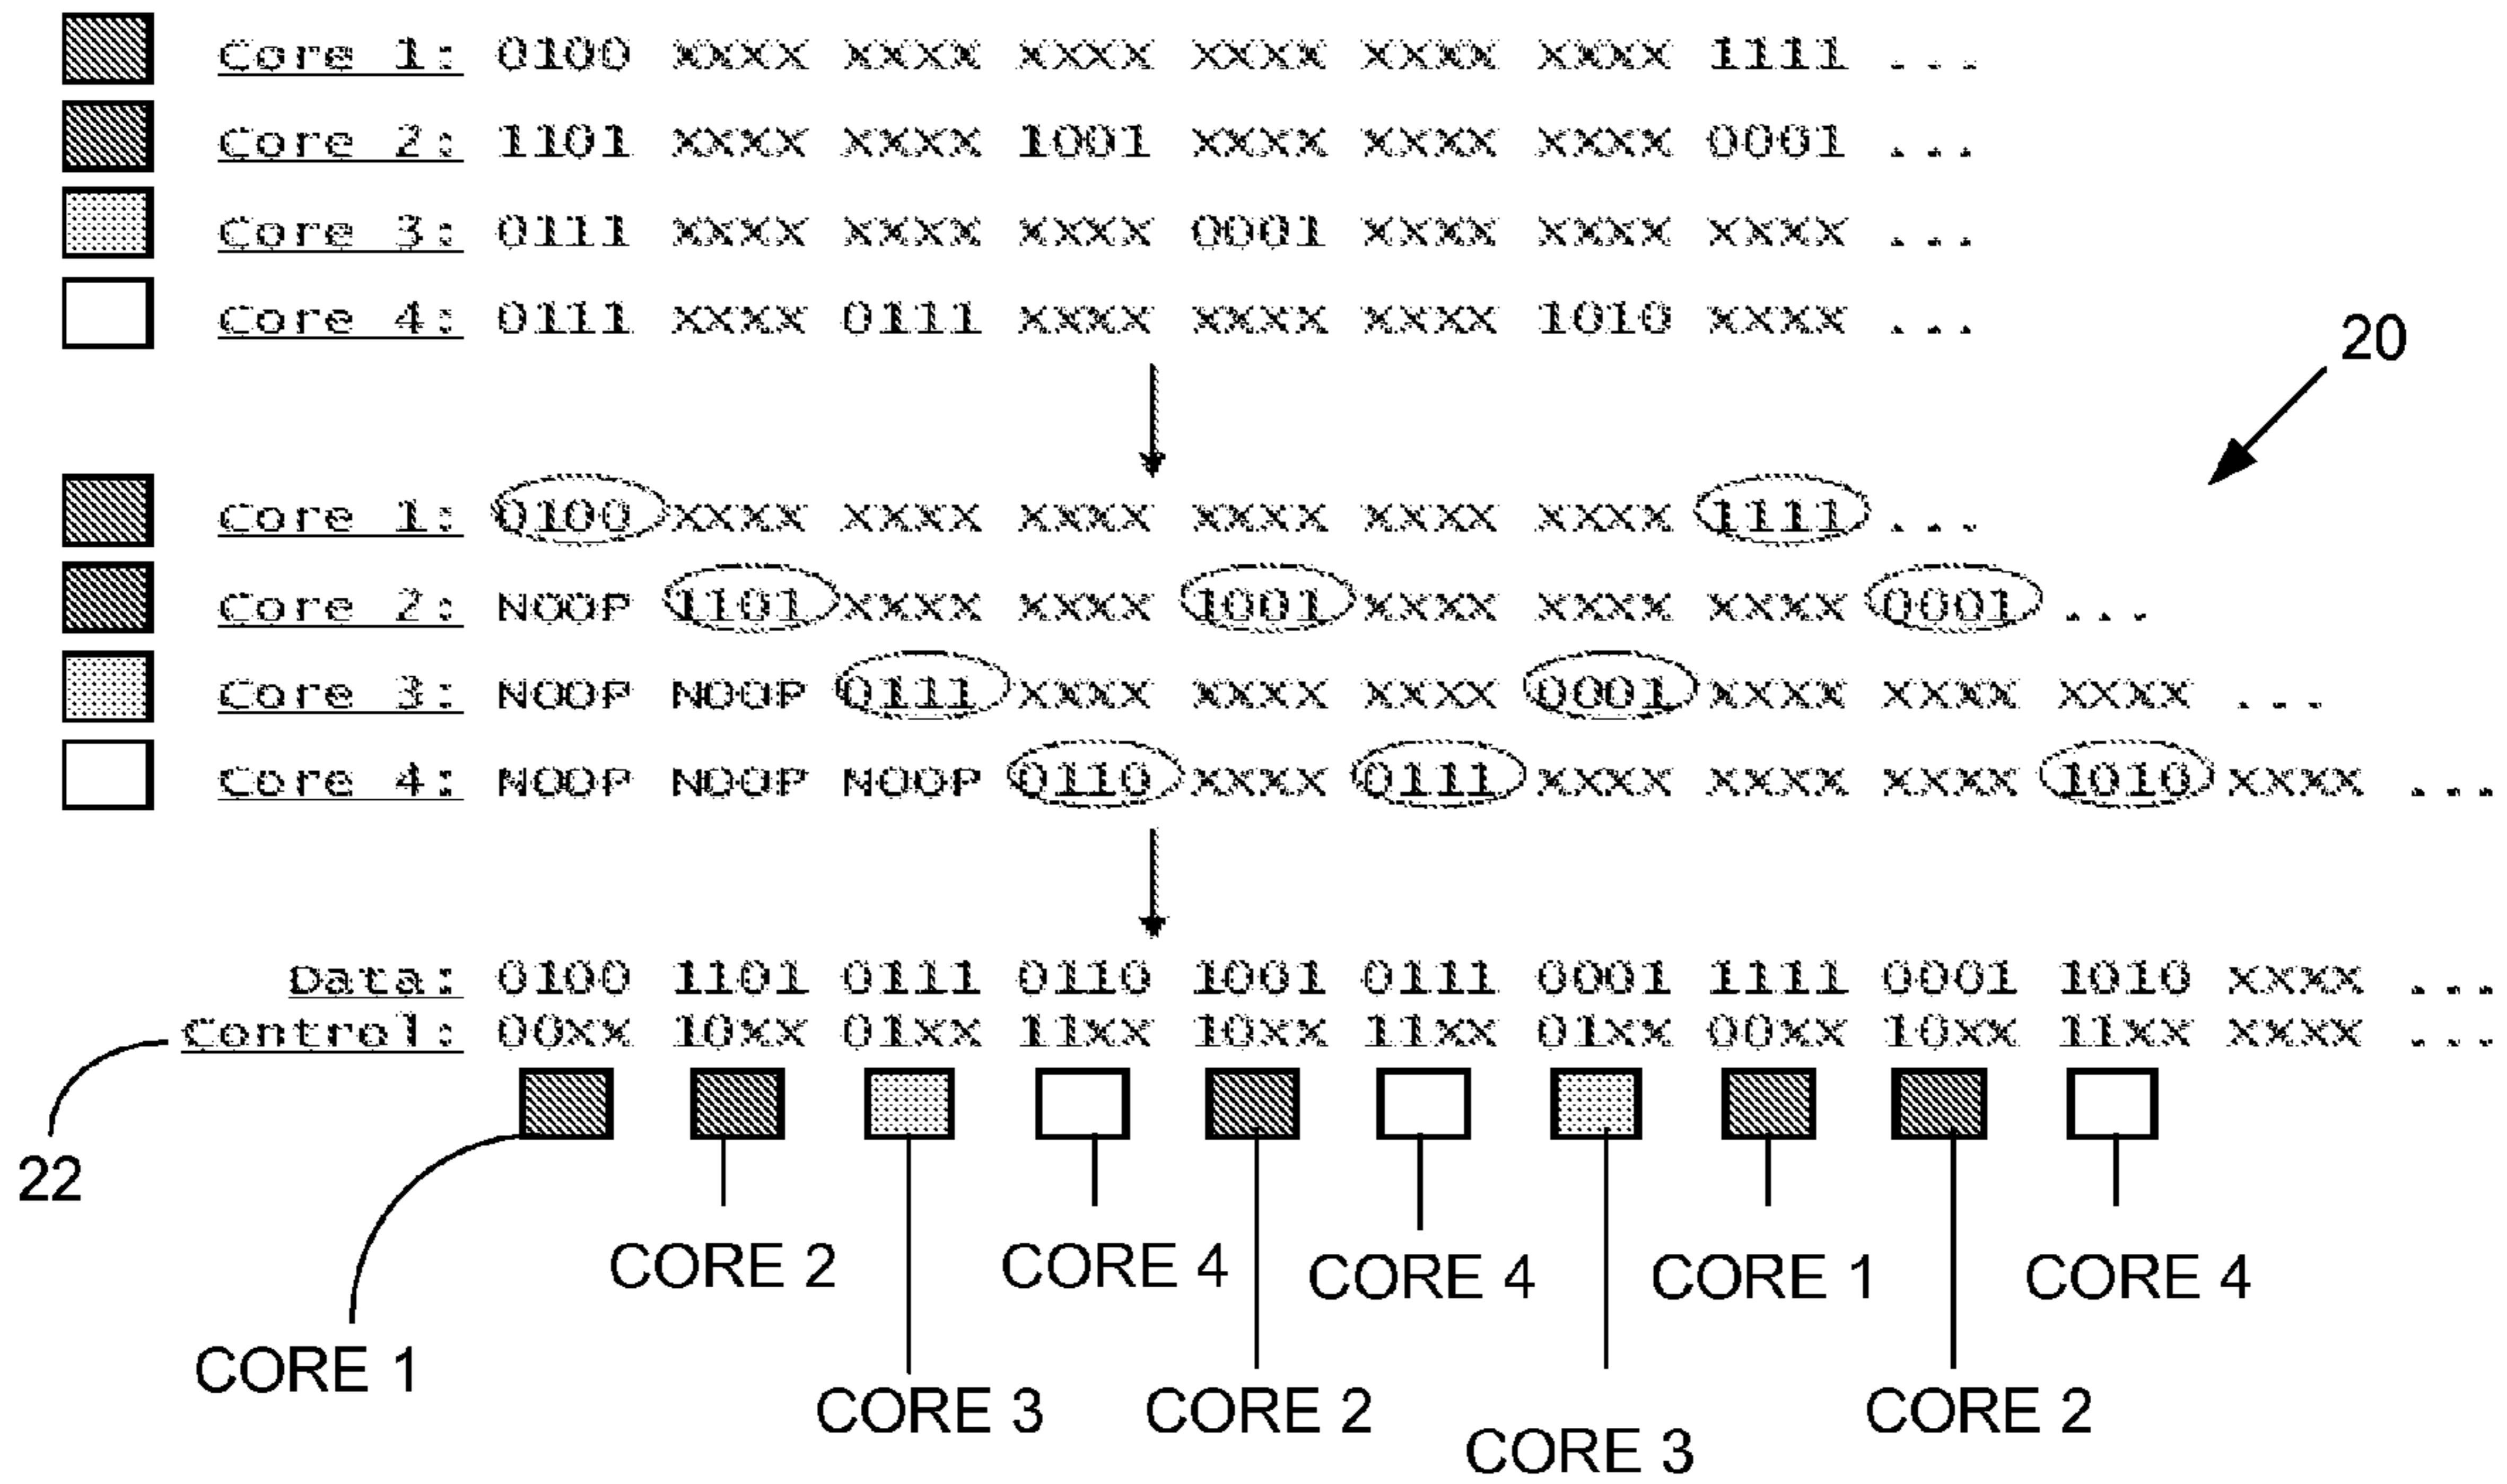 Core 1: 0100 xxxx xxxx xxxx xxxx xxxx xxxx 1111 ...
Core 2: 1101 xxxx xxxx 1001 xxxx xxxx xxxx 0001 ...
Core 3: 0111 xxxx xxxx xxxx 0001 xxxx xxxx xxxx ...
Core 4: 0111 xxxx 0111 xxxx xxxx xxxx 1010 xxxx ...
20
Core 1: 0100 xxxx xxxx xxxx xxxx xxxx xxxx 1111 ...
Core 2: NOOP 1101 xxxx xxxx 1001 xxxx xxxx xxxx 0001 ...
Core 3: NOOP NOOP 0111 xxxx xxxx xxxx 0001 xxxx xxxx xxxx ...
Core 4: NOOP NOOP NOOP 0110 xxxx 0111 xxxx xxxx xxxx 1010 xxxx ...
Data: 0100 1101 0111 0110 1001 0111 0001 1111 0001 1010 xxxx ...
Control: 00xx 10xx 01xx 11xx 10xx 11xx 01xx 00xx 10xx 11xx xxxx ...
22
CORE 2 CORE 4 CORE 4 CORE 1 CORE 4
CORE 1
CORE 3 CORE 2 CORE 2
CORE 3